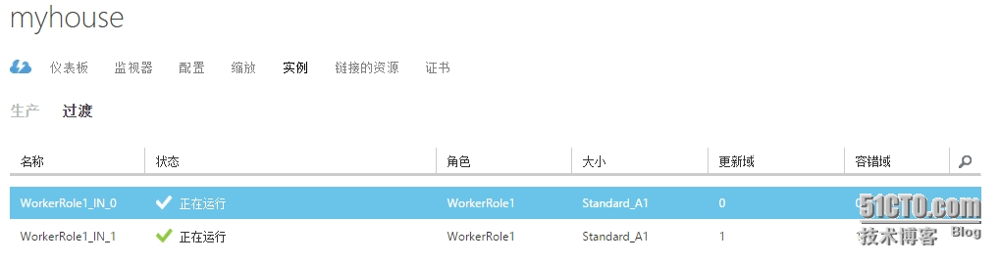 myhouse
仪表板 监视器 配置 缩放 实例 链接的资源 证书
生产 过渡
名称 状态 角色 大小 更新域 容错域
WorkerRole1_IN_0 正在运行 WorkerRole1 Standard_A1 0
WorkerRole1_IN_1 正在运行 WorkerRole1 Standard_A1 1
51CTO.com
技术博客 Blog